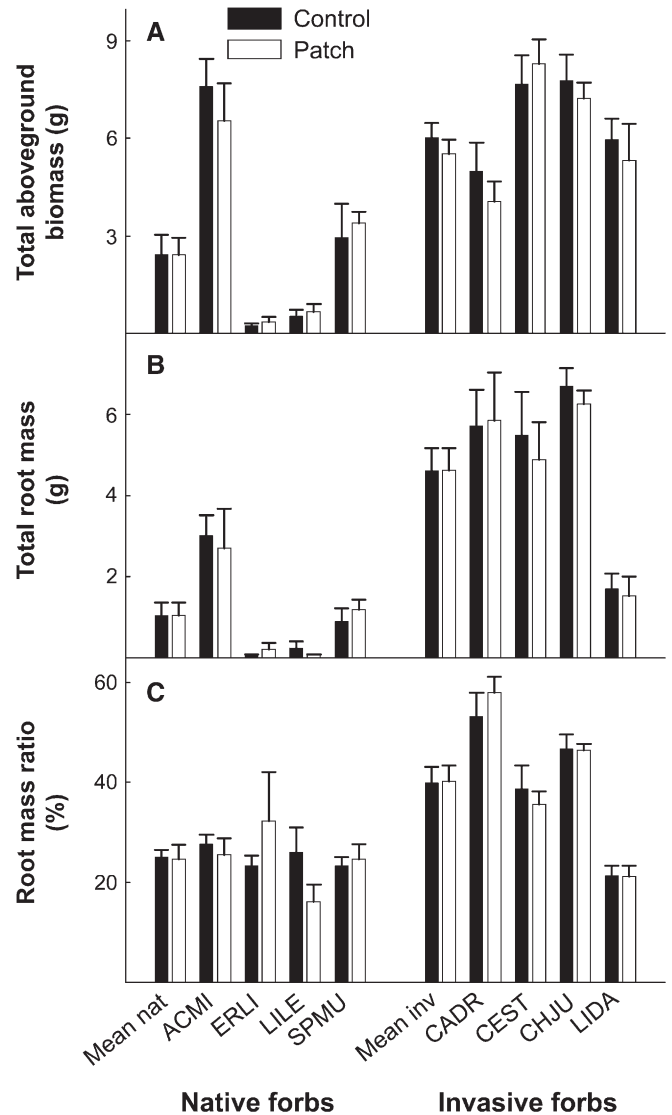 A
Control
Patch
Total aboveground
biomass (g)
9
6
3
B
Total root mass
(g)
6
4
2
C
Root mass ratio
(%)
60
40
20
Mean nat
ACMI
ERLI
LILE
SPMU
Mean inv
CADR
CEST
CHJU
LIDA
Native forbs
Invasive forbs